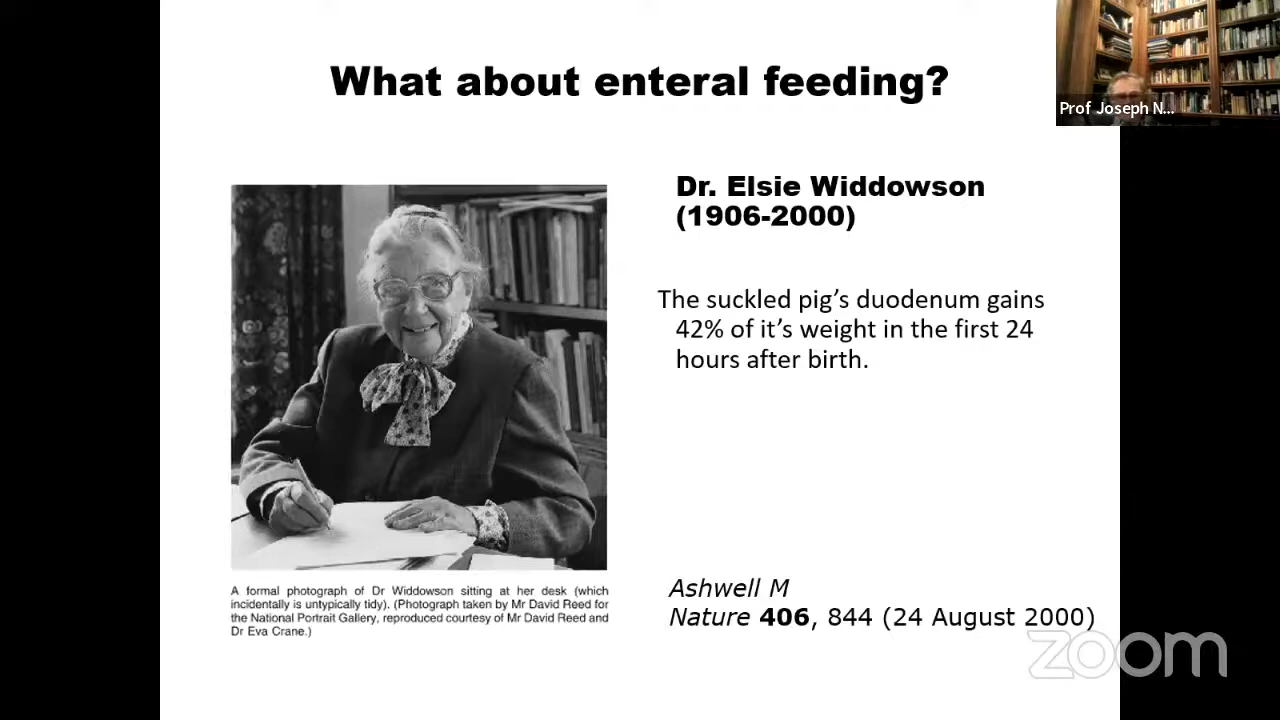 What about enteral feeding?
Prof Joseph N...
Dr. Elsie Widdowson
(1906-2000)
The suckled pig's duodenum gains
42% of it's weight in the first 24
hours after birth.
A formal photograph of Dr Widdowson sitting at her desk (which
incidentally is untypically tidy). (Photograph taken by Mr David Reed for
the National Portrait Gallery, reproduced courtesy of Mr David Reed and
Dr Eva Crane.)
Ashwell M
Nature 406, 844 (24 August 2000)
zoom